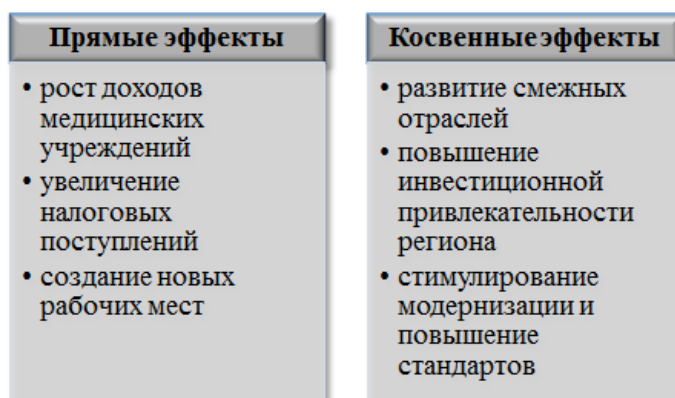 Прямые эффекты
• рост доходов
медицинских
учреждений
• увеличение
налоговых
поступлений
• создание новых
рабочих мест
Косвенные эффекты
• развитие смежных
отраслей
• повышение
инвестиционной
привлекательности
региона
• стимулирование
модернизации и
повышение
стандартов